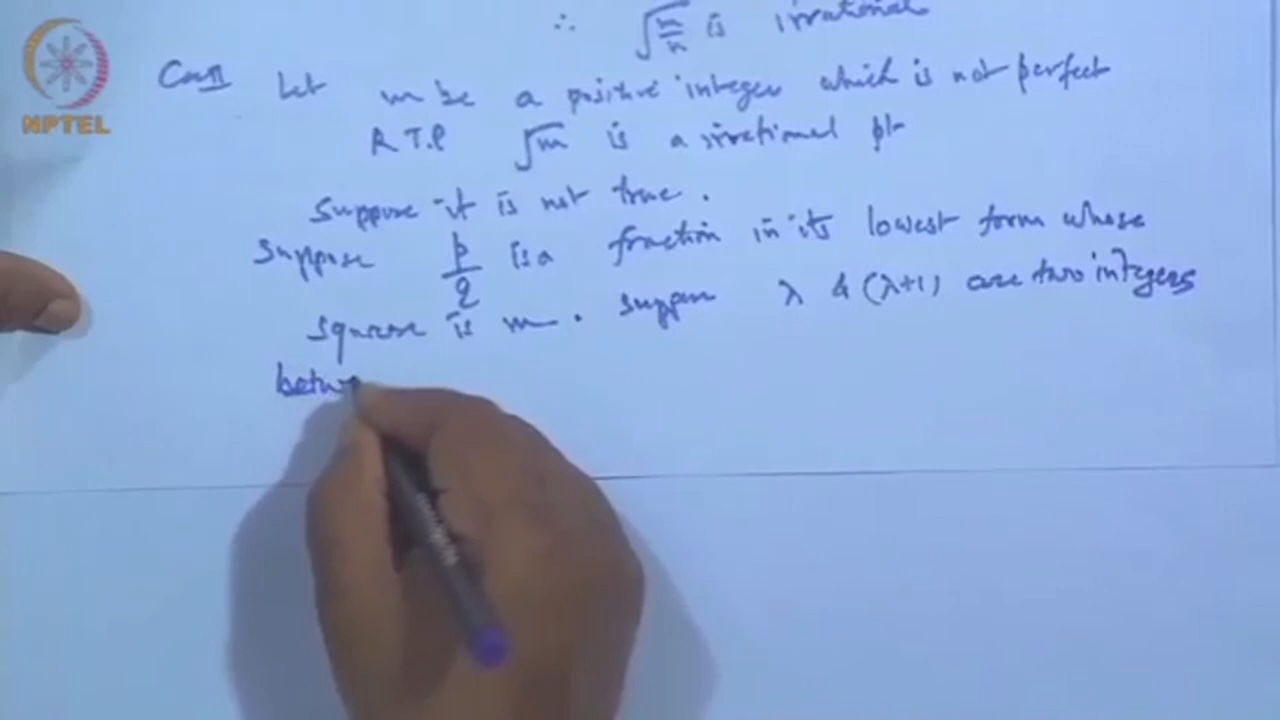 ∴ √(m/n) is irrational
NPTEL
Case II Let m be a positive integer which is not perfect
R.T.P √m is a irrational pt
Suppose it is not true.
Suppose p/q is a fraction in its lowest form whose
square is m. suppose λ & (λ+1) are two integers
betw